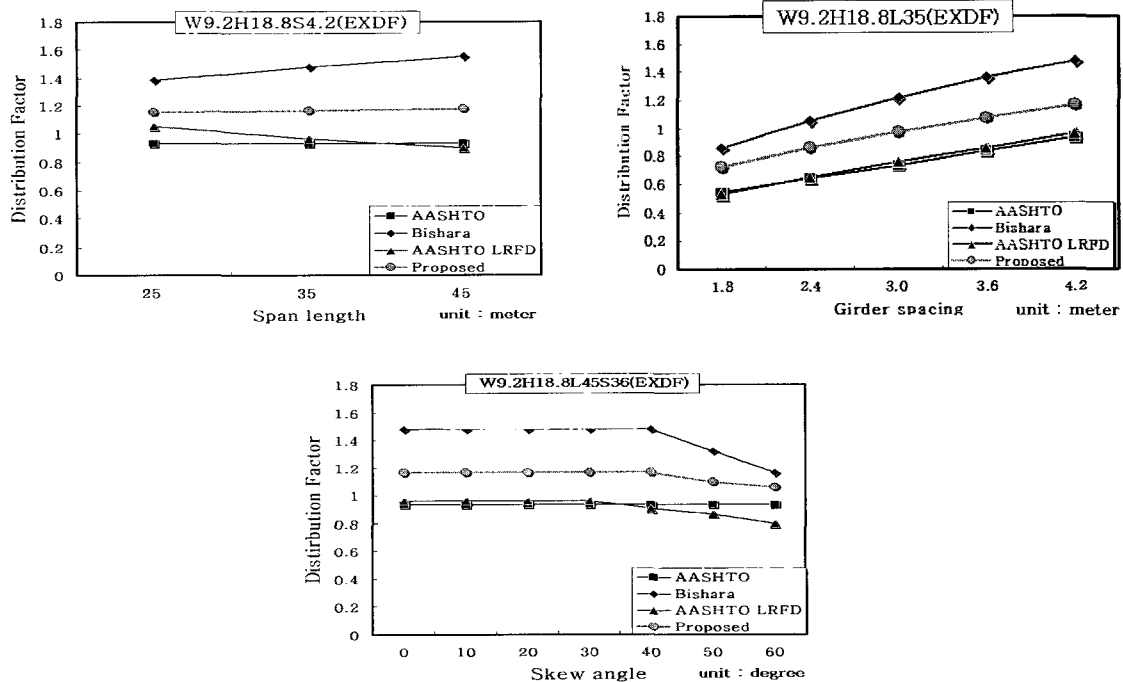 W9.2H18.8S4.2(EXDF)
Distribution Factor
1.8
1.6
1.4
1.2
1
0.8
0.6
0.4
0.2
0
AASHTO
Bishara
AASHTO LRFD
Proposed
25
35
45
Span length
unit : meter
W9.2H18.8L35(EXDF)
Distribution Factor
1.8
1.6
1.4
1.2
1
0.8
0.6
0.4
0.2
0
AASHTO
Bishara
AASHTO LRFD
Proposed
1.8
2.4
3.0
3.6
4.2
Girder spacing
unit : meter
W9.2H18.8L45S36(EXDF)
Distirbution Factor
1.8
1.6
1.4
1.2
1
0.8
0.6
0.4
0.2
0
AASHTO
Bishara
AASHTO LRFD
Proposed
0
10
20
30
40
50
60
Skew angle
unit : degree